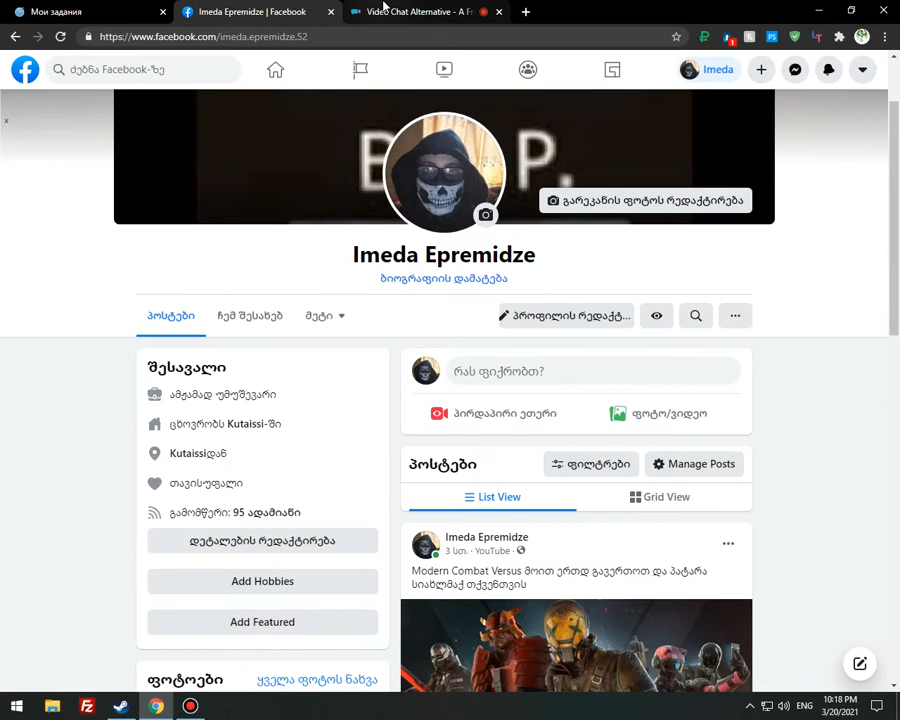 Мои задания
Imeda Epremidze | Facebook
Video Chat Alternative - A Fr
https://www.facebook.com/imeda.epremidze.52
ძებნა Facebook-ზე
Imeda
x
B P.
გარეკანის ფოტოს რედაქტირება
Imeda Epremidze
ბიოგრაფიის დამატება
პოსტები
ჩემ შესახებ
მეტი
პროფილის რედაქტ...
შესავალი
ამჟამად -უმუშევარი
ცხოვრობს Kutaissi-ში
Kutaissiდან
თავისუფალი
გამომწერი: 95 ადამიანი
დეტალების რედაქტირება
Add Hobbies
Add Featured
ფოტოები
ყველა ფოტოს ნახვა
რას ფიქრობთ?
პირდაპირი ეთერი
ფოტო/ვიდეო
პოსტები
ფილტრები
Manage Posts
List View
Grid View
Imeda Epremidze
3 სთ. · YouTube ·
Modern Combat Versus მოით ერთდ გავერთოთ და პატარა
სიახლმაქ თქვენთვის
ENG
10:18 PM
3/20/2021